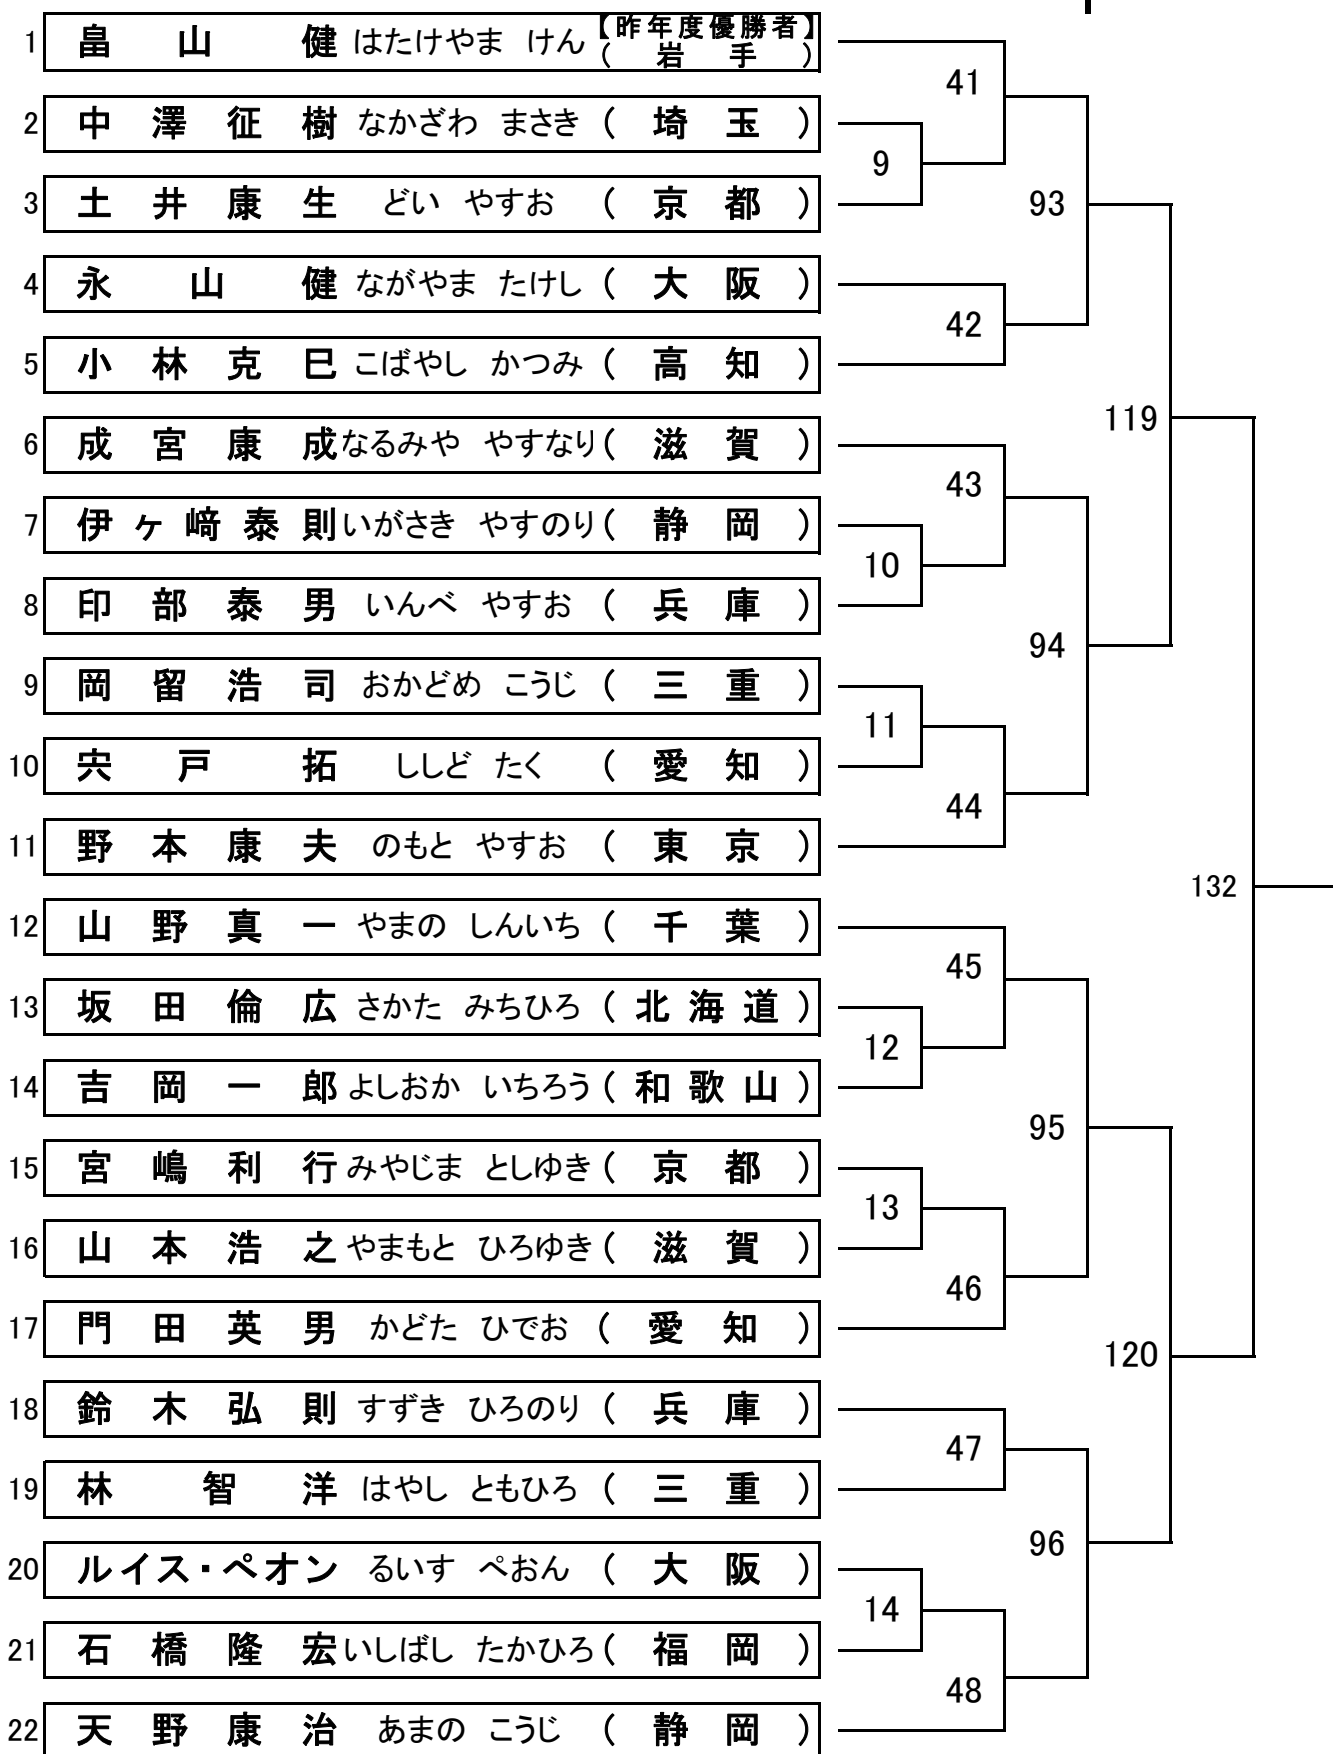 1 畠山健 はたけやま けん 【昨年度優勝者】
(岩手)
41
2 中澤征樹 なかざわ まさき (埼玉)
9
3 土井康生 どい やすお (京都)
93
4 永山健 ながやま たけし (大阪)
42
5 小林克巳 こばやし かつみ (高知)
119
6 成宮康成 なるみや やすなり (滋賀)
43
7 伊ヶ﨑泰則 いがさき やすのり (静岡)
10
8 印部泰男 いんべ やすお (兵庫)
94
9 岡留浩司 おかどめ こうじ (三重)
11
10 宍戸拓 ししど たく (愛知)
44
11 野本康夫 のもと やすお (東京)
132
12 山野真一 やまの しんいち (千葉)
45
13 坂田倫広 さかた みちひろ (北海道)
12
14 吉岡一郎 よしおか いちろう (和歌山)
95
15 宮嶋利行 みやじま としゆき (京都)
13
16 山本浩之 やまもと ひろゆき (滋賀)
46
17 門田英男 かどた ひでお (愛知)
120
18 鈴木弘則 すずき ひろのり (兵庫)
47
19 林智洋 はやし ともひろ (三重)
96
20 ルイス・ペオン るいす ぺおん (大阪)
14
21 石橋隆宏 いしばし たかひろ (福岡)
48
22 天野康治 あまの こうじ (静岡)